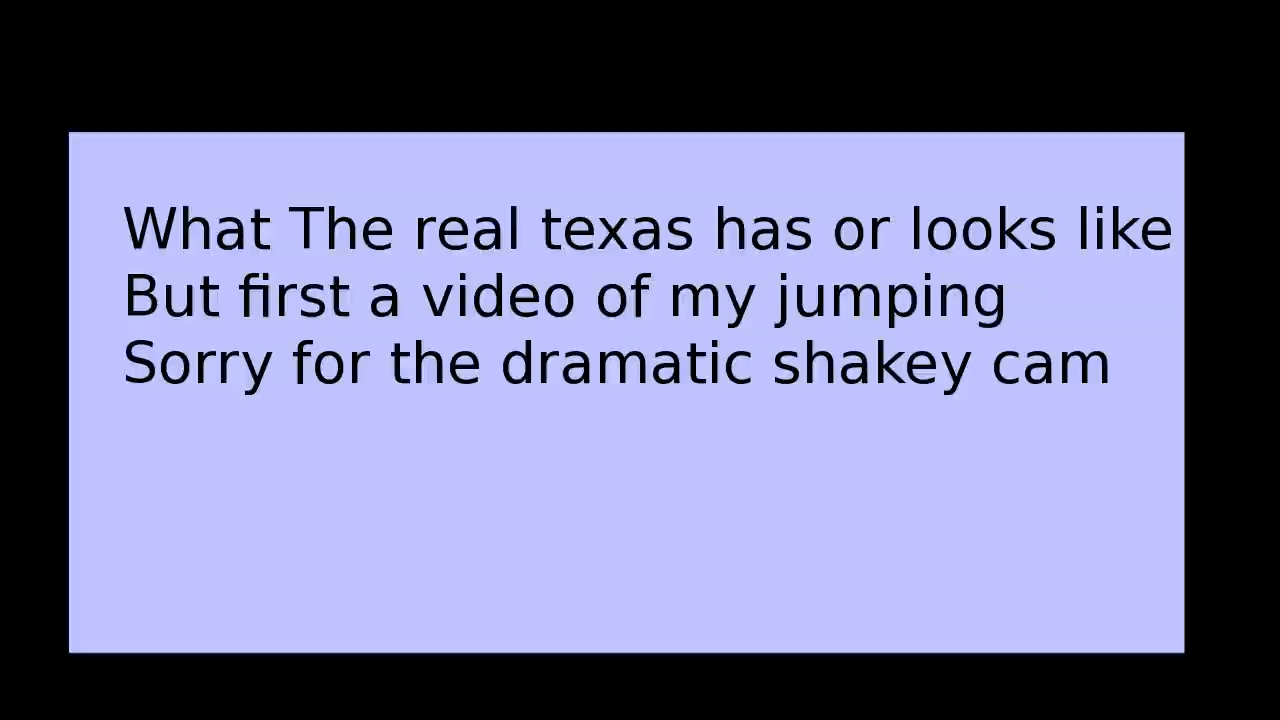 What The real texas has or looks like
But first a video of my jumping
Sorry for the dramatic shakey cam